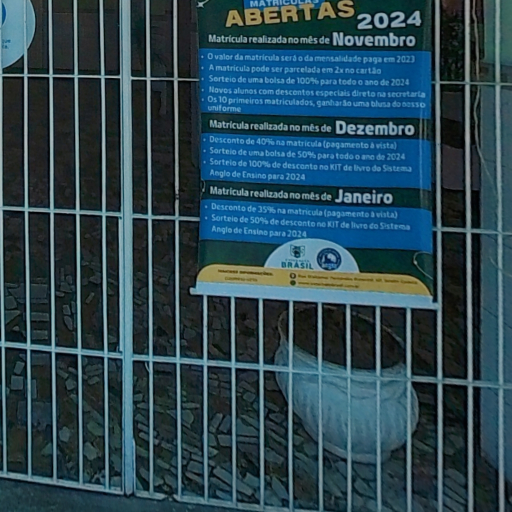 MATRÍCULAS
ABERTAS 2024
Matrícula realizada no mês de Novembro
• O valor da matrícula será o da mensalidade paga em 2023
• A matrícula pode ser parcelada em 2x no cartão
• Sorteio de uma bolsa de 100% para todo o ano de 2024
• Novos alunos com descontos especiais direto na secretaria
• Os 10 primeiros matriculados, ganharão uma blusa do nosso
uniforme
Matrícula realizada no mês de Dezembro
• Desconto de 40% na matrícula (pagamento à vista)
• Sorteio de uma bolsa de 50% para todo o ano de 2024
• Sorteio de 100% de desconto no KIT de livro do Sistema
Anglo de Ensino para 2024
Matrícula realizada no mês de Janeiro
• Desconto de 35% na matrícula (pagamento à vista)
• Sorteio de 50% de desconto no KIT de livro do Sistema
Anglo de Ensino para 2024
BRASIL